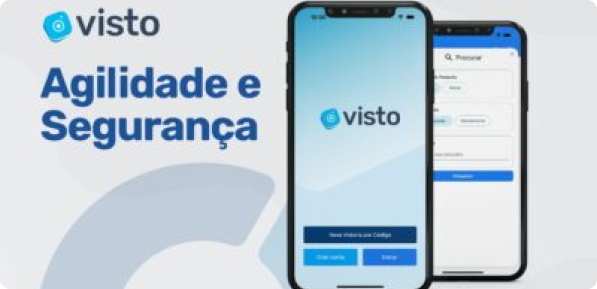 visto
Agilidade e
Segurança
visto
Nova Vistoria por Código
Criar conta
Entrar
Procurar
Pesquisar